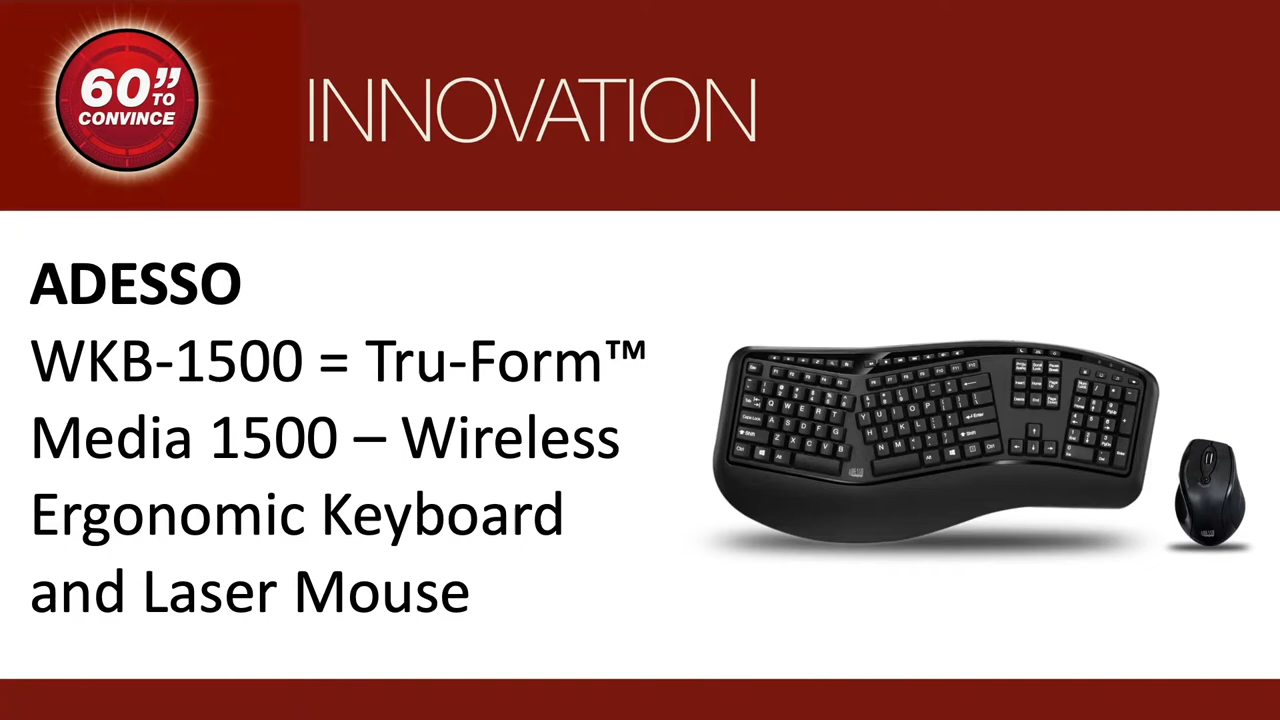 60” TO
CONVINCE
INNOVATION
ADESSO
WKB-1500 = Tru-Form™
Media 1500 – Wireless
Ergonomic Keyboard
and Laser Mouse